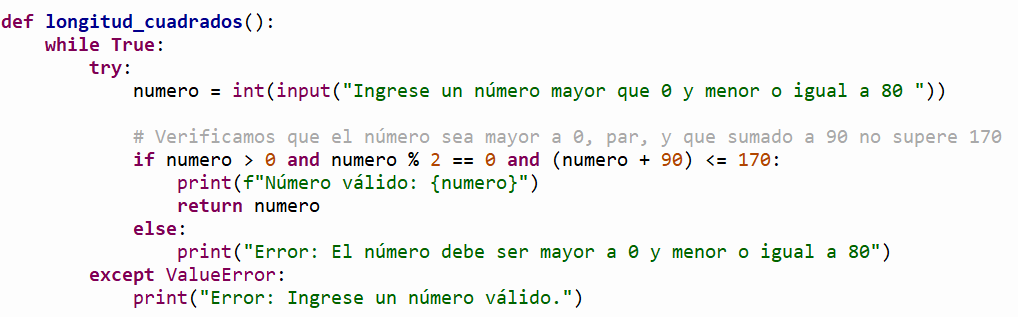 def longitud_cuadrados():
    while True:
        try:
            numero = int(input("Ingrese un número mayor que 0 y menor o igual a 80 "))

            # Verificamos que el número sea mayor a 0, par, y que sumado a 90 no supere 170
            if numero > 0 and numero % 2 == 0 and (numero + 90) <= 170:
                print(f"Número válido: {numero}")
                return numero
            else:
                print("Error: El número debe ser mayor a 0 y menor o igual a 80")
        except ValueError:
            print("Error: Ingrese un número válido.")